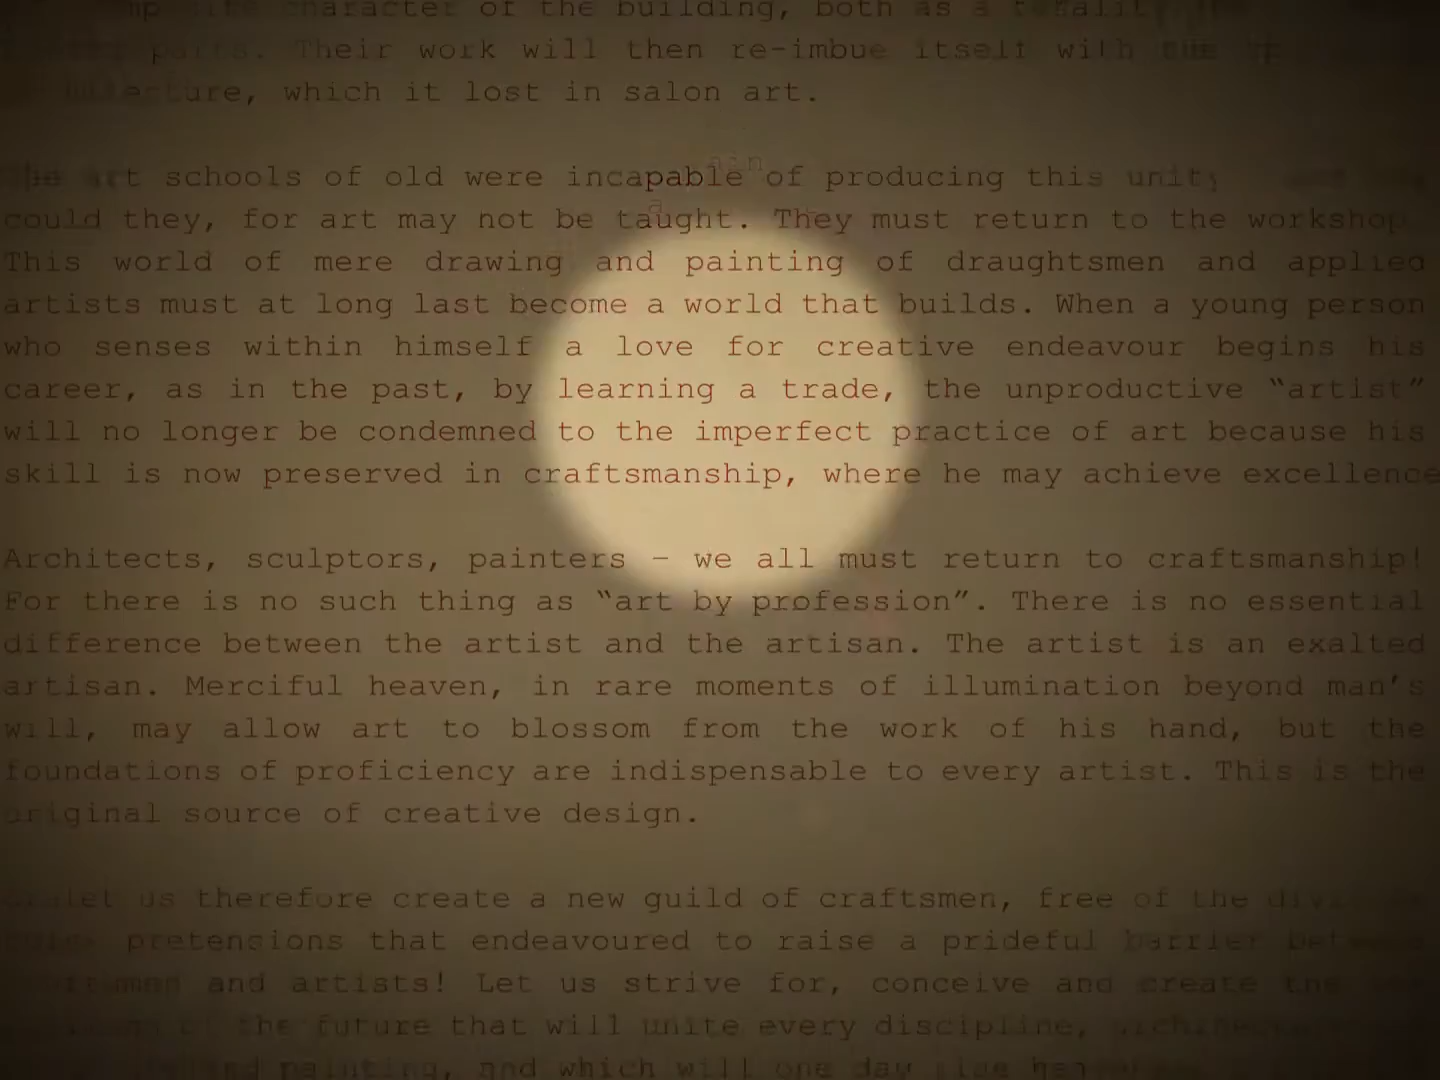 character of the building, both as a
parts. Their work will then re-imbue itself with the
which it lost in salon art.
The art schools of old were incapable of producing this unity
could they, for art may not be taught. They must return to the workshop.
This world of mere drawing and painting of draughtsmen and applied
artists must at long last become a world that builds. When a young person
who senses within himself a love for creative endeavour begins his
career, as in the past, by learning a trade, the unproductive “artist”
will no longer be condemned to the imperfect practice of art because his
skill is now preserved in craftsmanship, where he may achieve excellence
Architects, sculptors, painters – we all must return to craftsmanship!
For there is no such thing as “art by profession”. There is no essential
difference between the artist and the artisan. The artist is an exalted
artisan. Merciful heaven, in rare moments of illumination beyond man’s
will, may allow art to blossom from the work of his hand, but the
foundations of proficiency are indispensable to every artist. This is the
original source of creative design.
us therefore create a new guild of craftsmen, free of the
pretensions that endeavoured to raise a prideful barrier
and artists! Let us strive for, conceive and create the
the future that will unite every discipline,
and painting, and which will one day